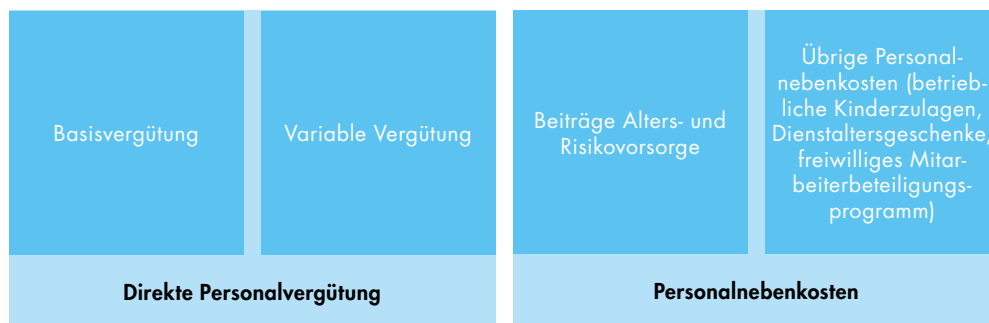 Basisvergütung
Variable Vergütung
Beiträge Alters- und
Risikovorsorge
Übrige Personal-
nebenkosten (betrieb-
liche Kinderzulagen,
Dienstaltersgeschenke,
freiwilliges Mitar-
beiterbeteiligungs-
programm)
Direkte Personalvergütung
Personalnebenkosten